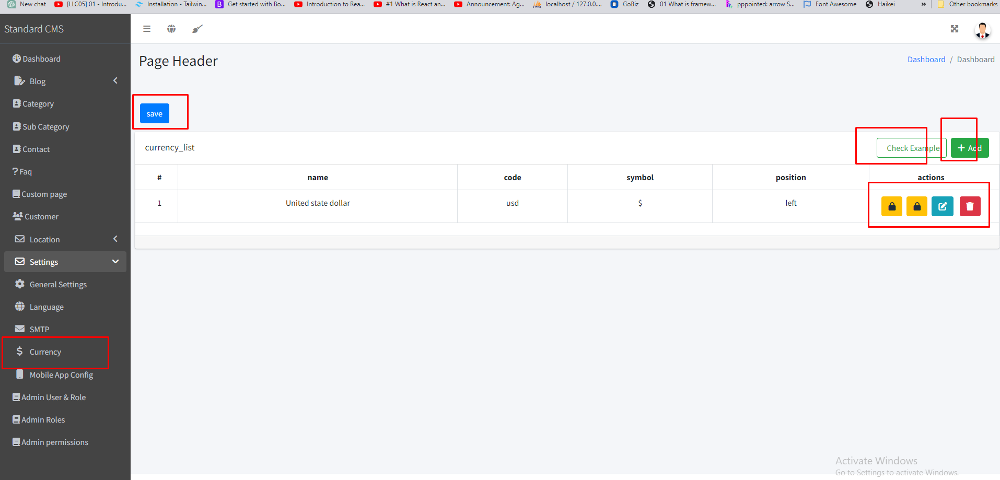 New chat [LLC05] 01 - Introdu... Installation - Tailwin... Get started with Bo... Introduction to Rea... #1 What is React an... Announcement: Ag... localhost / 127.0.0.... GoBiz 01 What is framew... pppointed: arrow S... Font Awesome Haikei » Other bookmarks
Standard CMS
Dashboard
Blog
Category
Sub Category
Contact
? Faq
Custom page
Customer
Location
Settings
General Settings
Language
SMTP
$ Currency
Mobile App Config
Admin User & Role
Admin Roles
Admin permissions
Page Header
Dashboard / Dashboard
save
currency_list
Check Example + Add
# name code symbol position actions
1 United state dollar usd $ left
Activate Windows
Go to Settings to activate Windows.